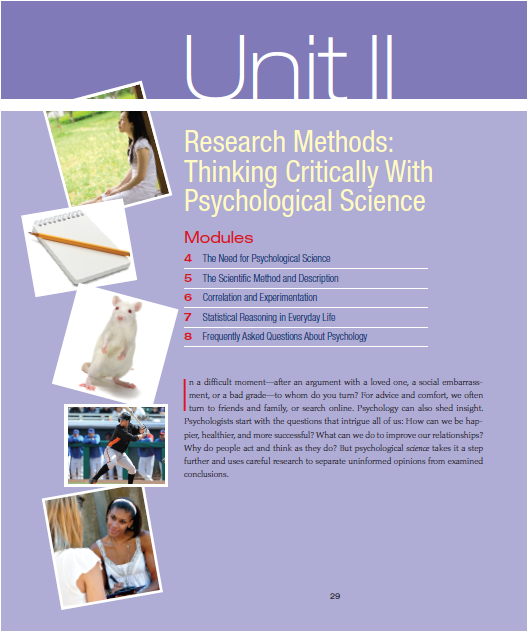 Unit II
Research Methods:
Thinking Critically With
Psychological Science
Modules
4 The Need for Psychological Science
5 The Scientific Method and Description
6 Correlation and Experimentation
7 Statistical Reasoning in Everyday Life
8 Frequently Asked Questions About Psychology
In a difficult moment—after an argument with a loved one, a social embarrass-
ment, or a bad grade—to whom do you turn? For advice and comfort, we often
turn to friends and family, or search online. Psychology can also shed insight.
Psychologists start with the questions that intrigue all of us: How can we be hap-
pier, healthier, and more successful? What can we do to improve our relationships?
Why do people act and think as they do? But psychological science takes it a step
further and uses careful research to separate uninformed opinions from examined
conclusions.
29